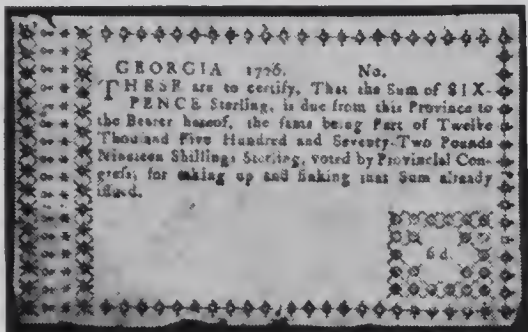 GEORGIA 1776. No.
THESE are to certify, That the Sum of SIX-
PENCE Sterling, is due from this Province to
the Bearer hereof, the same being Part of Twelve
Thousand Five Hundred and Seventy-Two Pounds
Nineteen Shillings Sterling, voted by Provincial Con-
gress, for taking up and sinking that Sum already
issued.
6 d.